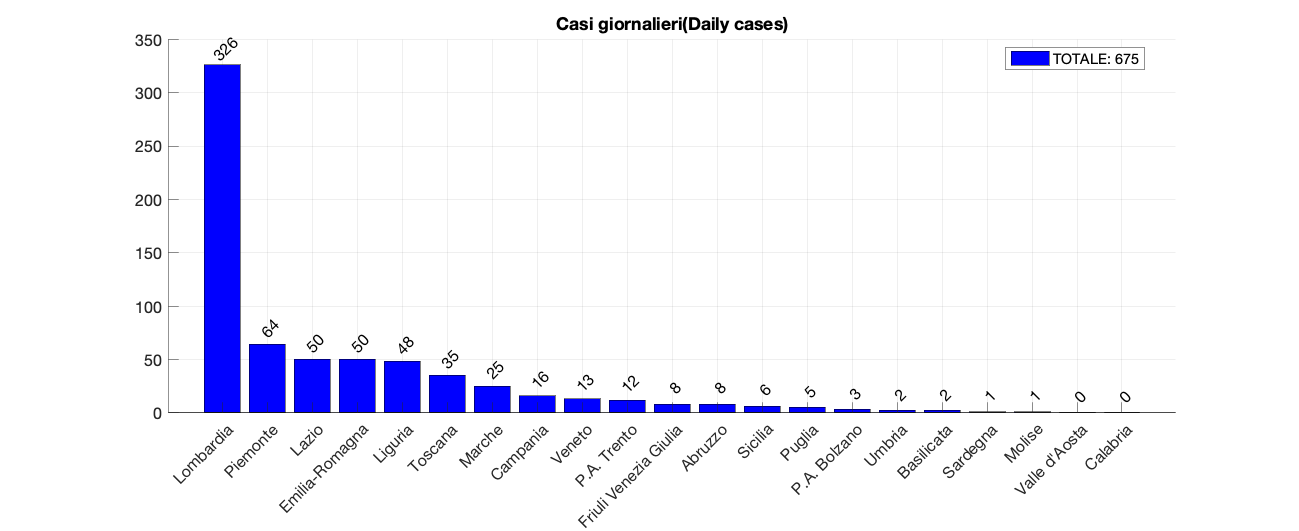 Casi giornalieri(Daily cases)
TOTALE: 675
350
300
250
200
150
100
50
0
326
64
50
50
48
35
25
16
13
12
8
8
6
5
3
2
2
1
1
0
0
Lombardia
Piemonte
Lazio
Emilia-Romagna
Liguria
Toscana
Marche
Campania
Veneto
P.A. Trento
Friuli Venezia Giulia
Abruzzo
Sicilia
Puglia
P.A. Bolzano
Umbria
Basilicata
Sardegna
Molise
Valle d'Aosta
Calabria